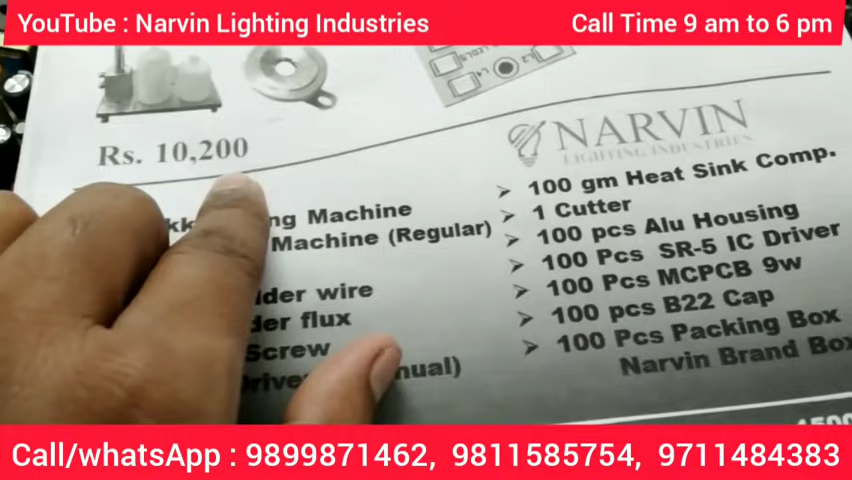 YouTube : Narvin Lighting Industries
Call Time 9 am to 6 pm
Rs. 10,200
NARVIN
LIGHTING INDUSTRIES
Machine
Machine (Regular)
wire
flux
Screw
➤ 100 gm Heat Sink Comp.
➤ 1 Cutter
➤ 100 pcs Alu Housing
➤ 100 Pcs SR-5 IC Driver
➤ 100 Pcs MCPCB 9w
➤ 100 pcs B22 Cap
➤ 100 Pcs Packing Box
Narvin Brand Box
Call/whatsApp : 9899871462, 9811585754, 9711484383